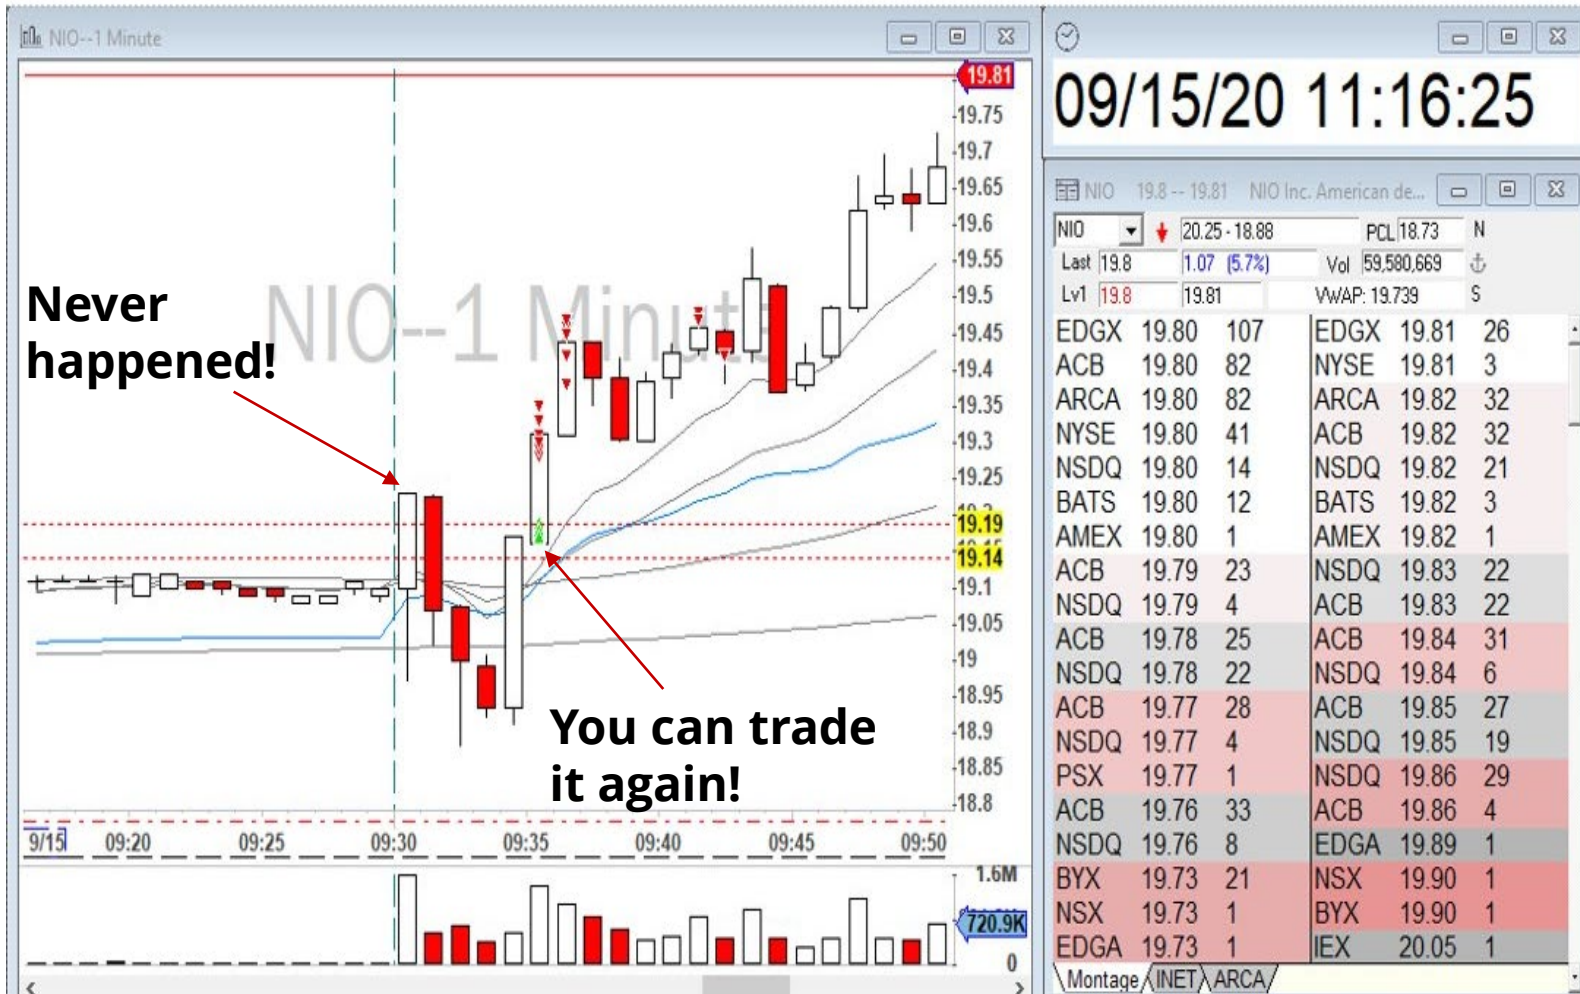 NIO--1 Minute
19.81
19.75
19.7
19.65
19.6
19.55
19.5
19.45
19.4
19.35
19.3
19.25
19.19
19.14
19.1
19.05
19
18.95
18.9
18.85
18.8
NIO--1 Minute
Never
happened!
You can trade
it again!
9/15 09:20 09:25 09:30 09:35 09:40 09:45 09:50
1.6M
720.9K
0
09/15/20 11:16:25
NIO 19.8 -- 19.81 NIO Inc. American de...
NIO 20.25 - 18.88 PCL 18.73 N
Last 19.8 1.07 (5.7%) Vol 59,580,669
Lv1 19.8 19.81 VWAP: 19.739 S
EDGX 19.80 107 EDGX 19.81 26
ACB 19.80 82 NYSE 19.81 3
ARCA 19.80 82 ARCA 19.82 32
NYSE 19.80 41 ACB 19.82 32
NSDQ 19.80 14 NSDQ 19.82 21
BATS 19.80 12 BATS 19.82 3
AMEX 19.80 1 AMEX 19.82 1
ACB 19.79 23 NSDQ 19.83 22
NSDQ 19.79 4 ACB 19.83 22
ACB 19.78 25 ACB 19.84 31
NSDQ 19.78 22 NSDQ 19.84 6
ACB 19.77 28 ACB 19.85 27
NSDQ 19.77 4 NSDQ 19.85 19
PSX 19.77 1 NSDQ 19.86 29
ACB 19.76 33 ACB 19.86 4
NSDQ 19.76 8 EDGA 19.89 1
BYX 19.73 21 NSX 19.90 1
NSX 19.73 1 BYX 19.90 1
EDGA 19.73 1 IEX 20.05 1
Montage INET ARCA